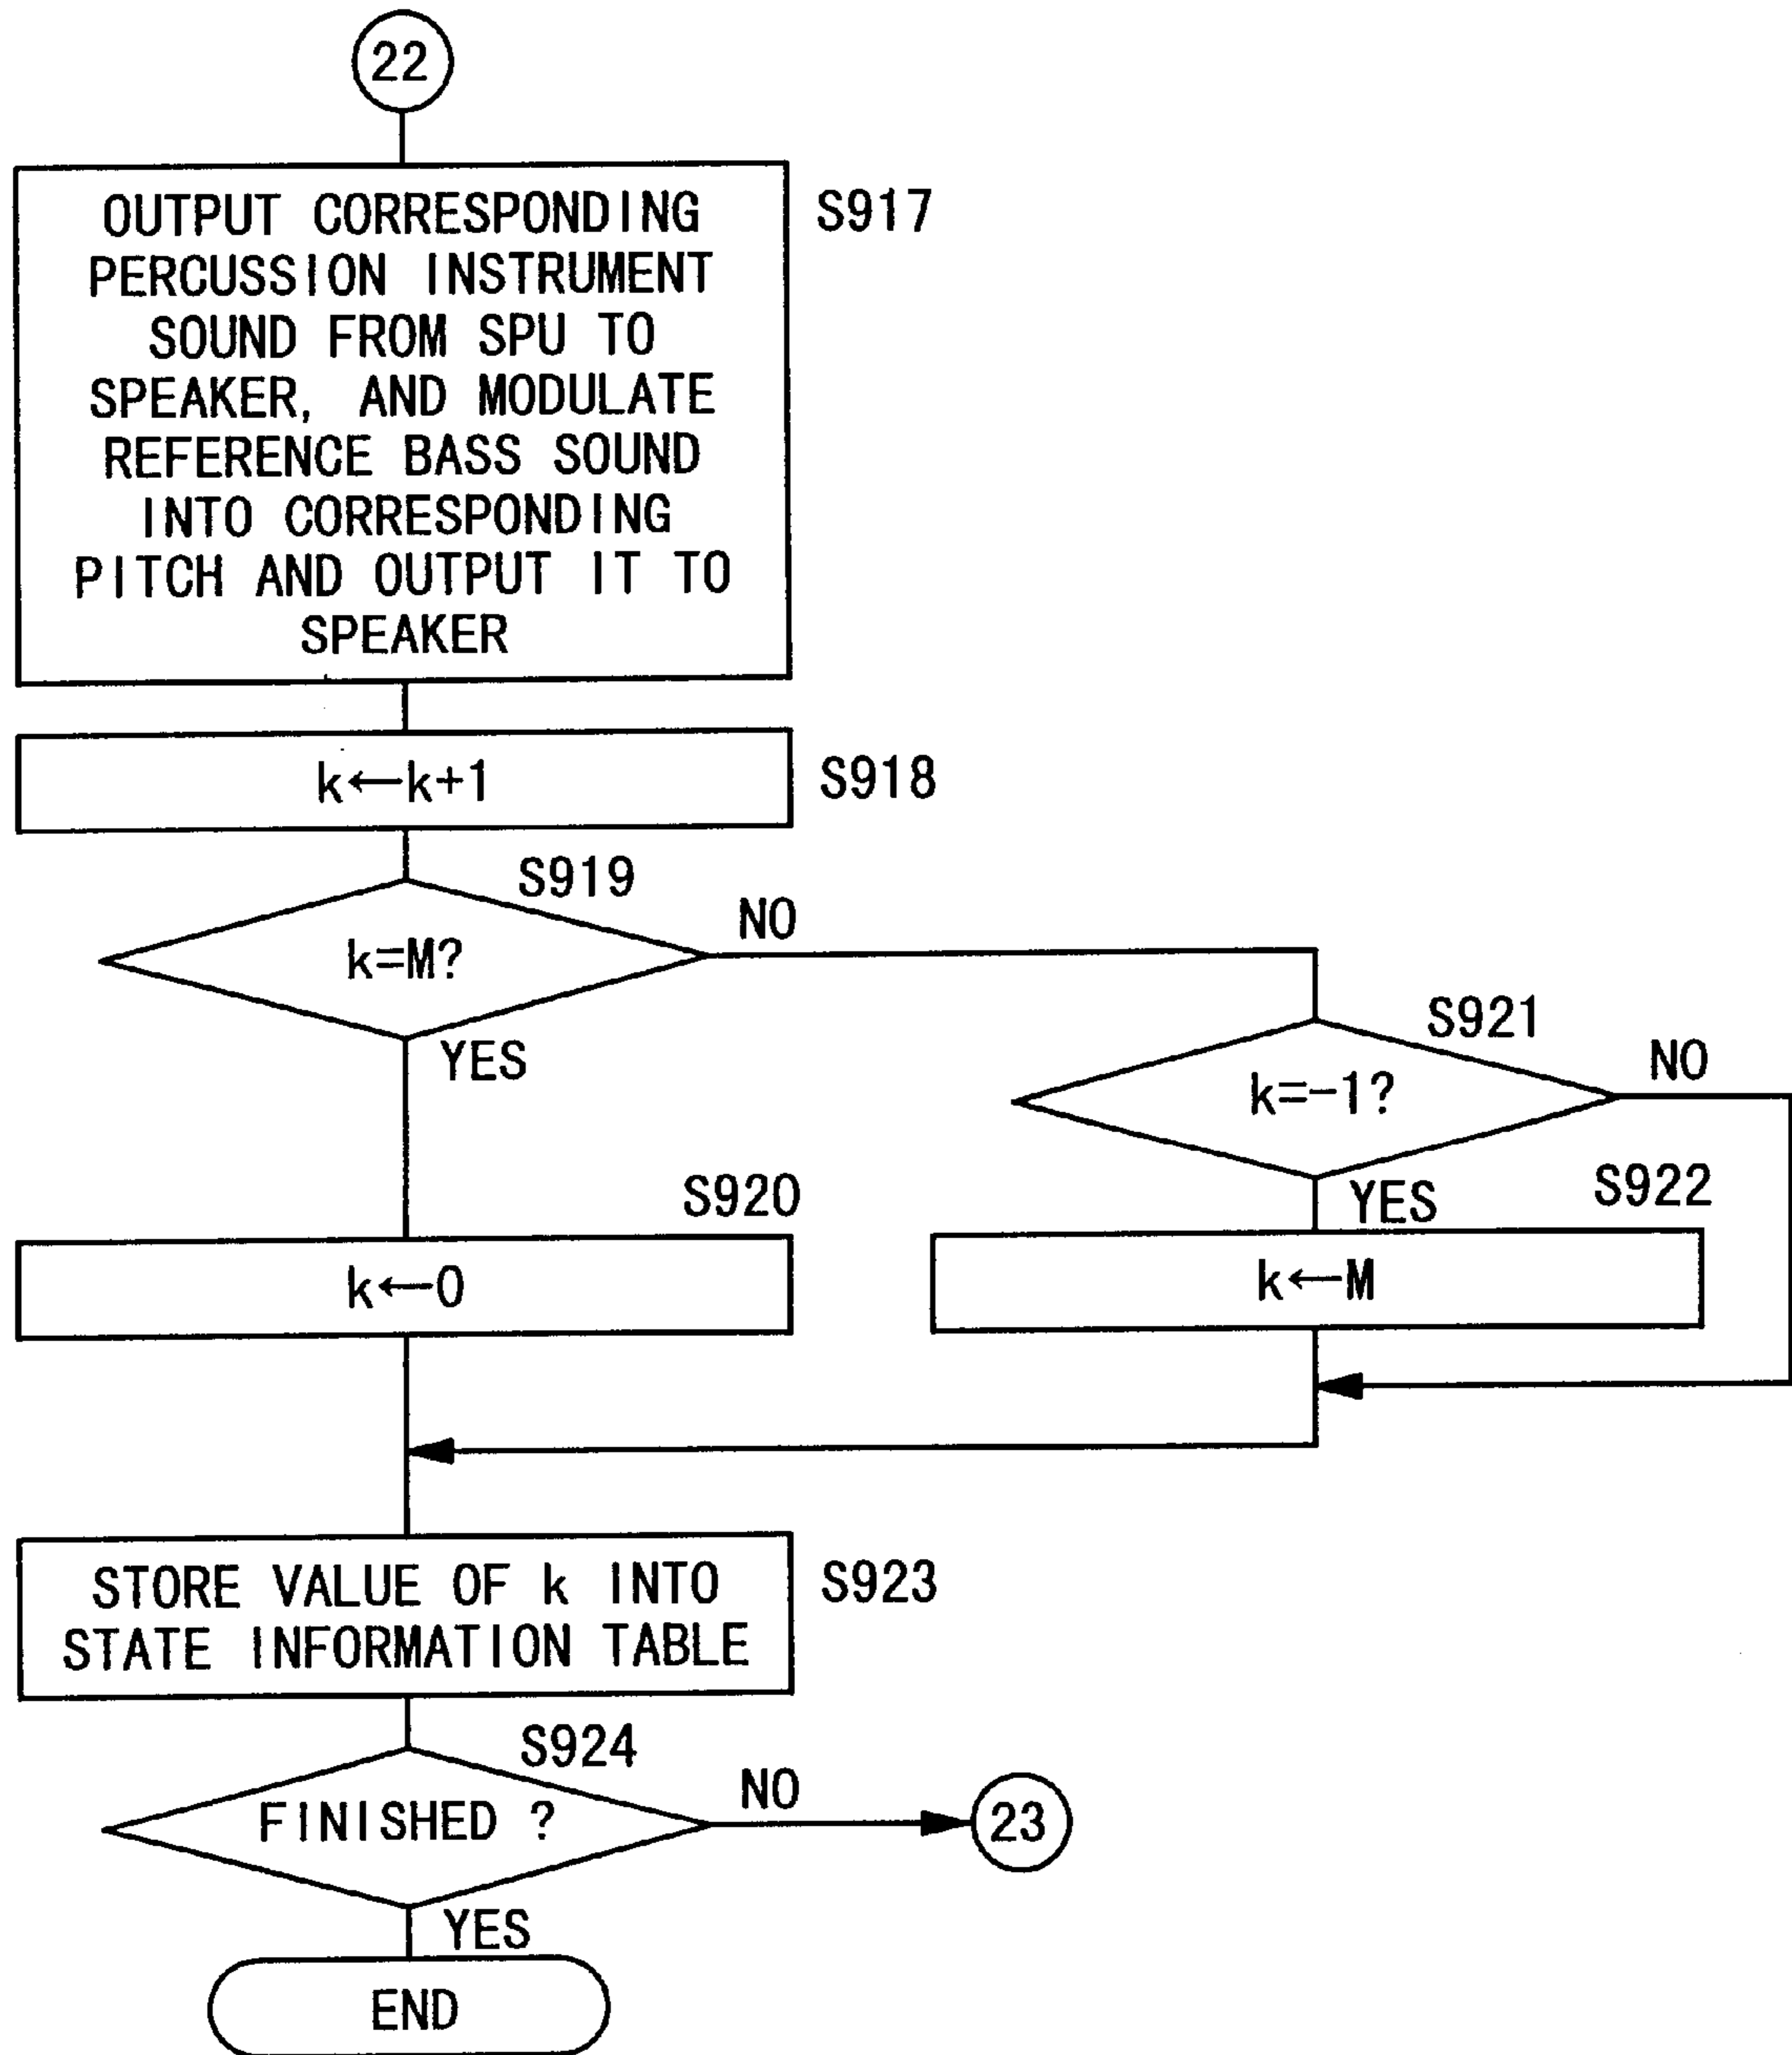 22
OUTPUT CORRESPONDING
PERCUSSION INSTRUMENT
SOUND FROM SPU TO
SPEAKER, AND MODULATE
REFERENCE BASS SOUND
INTO CORRESPONDING
PITCH AND OUTPUT IT TO
SPEAKER
S917
k←k+1
S918
S919
k=M?
NO
YES
S921
k=-1?
NO
YES
S920
k←0
S922
k←M
STORE VALUE OF k INTO
STATE INFORMATION TABLE
S923
S924
FINISHED ?
NO
23
YES
END